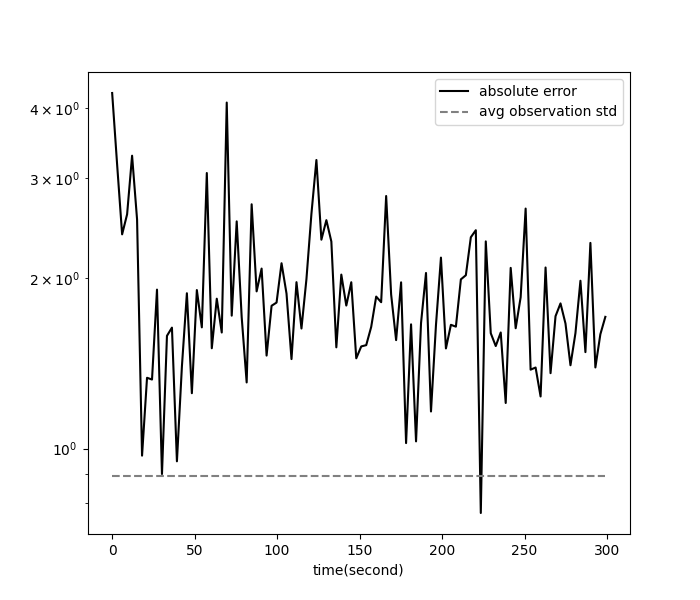 absolute error
avg observation std
4 × 10⁰
3 × 10⁰
2 × 10⁰
10⁰
0 50 100 150 200 250 300
time(second)